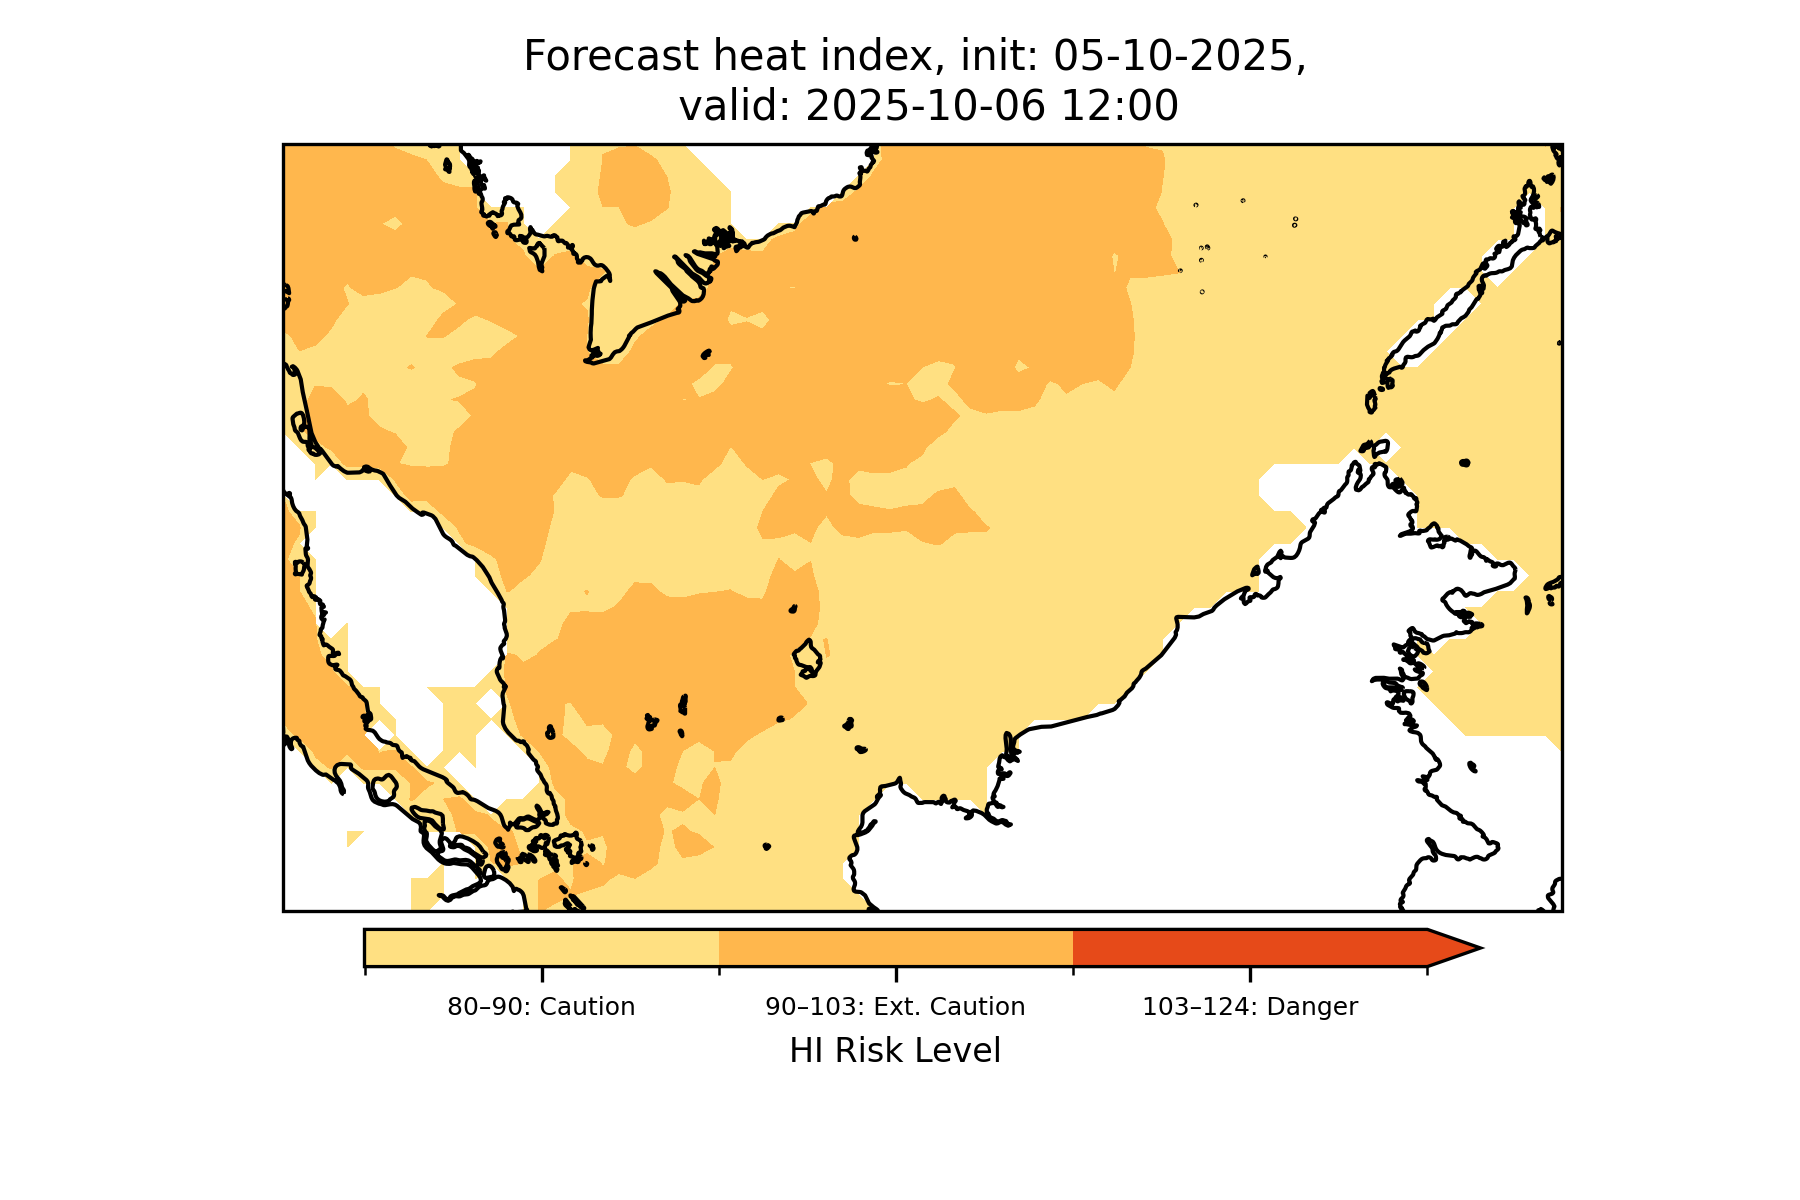 Forecast heat index, init: 05-10-2025,
valid: 2025-10-06 12:00
80–90: Caution
90–103: Ext. Caution
103–124: Danger
HI Risk Level